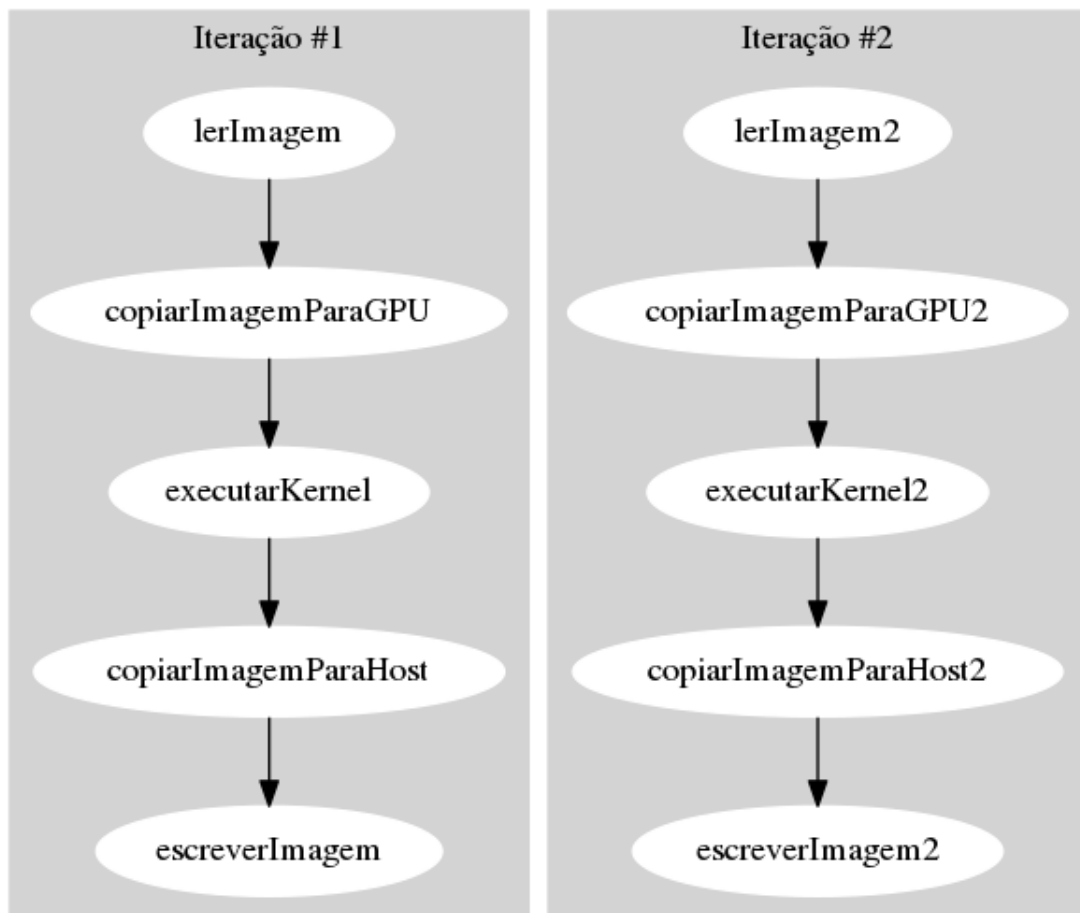 Iteração #1
lerImagem
copiarImagemParaGPU
executarKernel
copiarImagemParaHost
escreverImagem
Iteração #2
lerImagem2
copiarImagemParaGPU2
executarKernel2
copiarImagemParaHost2
escreverImagem2